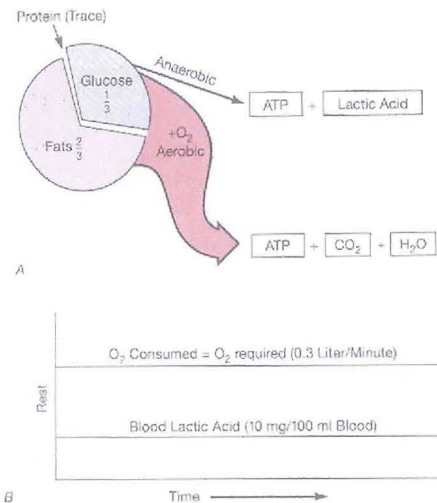 Protein (Trace)
Glucose
1/3
Anaerobic
ATP + Lactic Acid
Fats 2/3
+O₂
Aerobic
ATP + CO₂ + H₂O
A
O₂ Consumed = O₂ required (0.3 Liter/Minute)
Rest
Blood Lactic Acid (10 mg/100 ml Blood)
B
Time